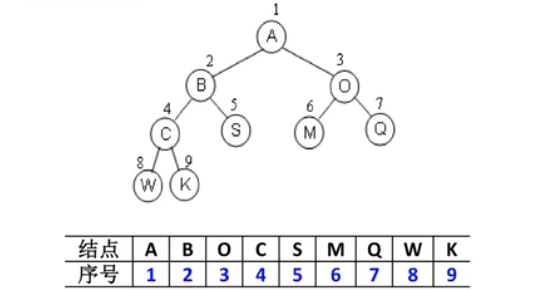 1
A
2 3
B O
4 5 6 7
C S M Q
8 9
W K
结点 A B O C S M Q W K
序号 1 2 3 4 5 6 7 8 9